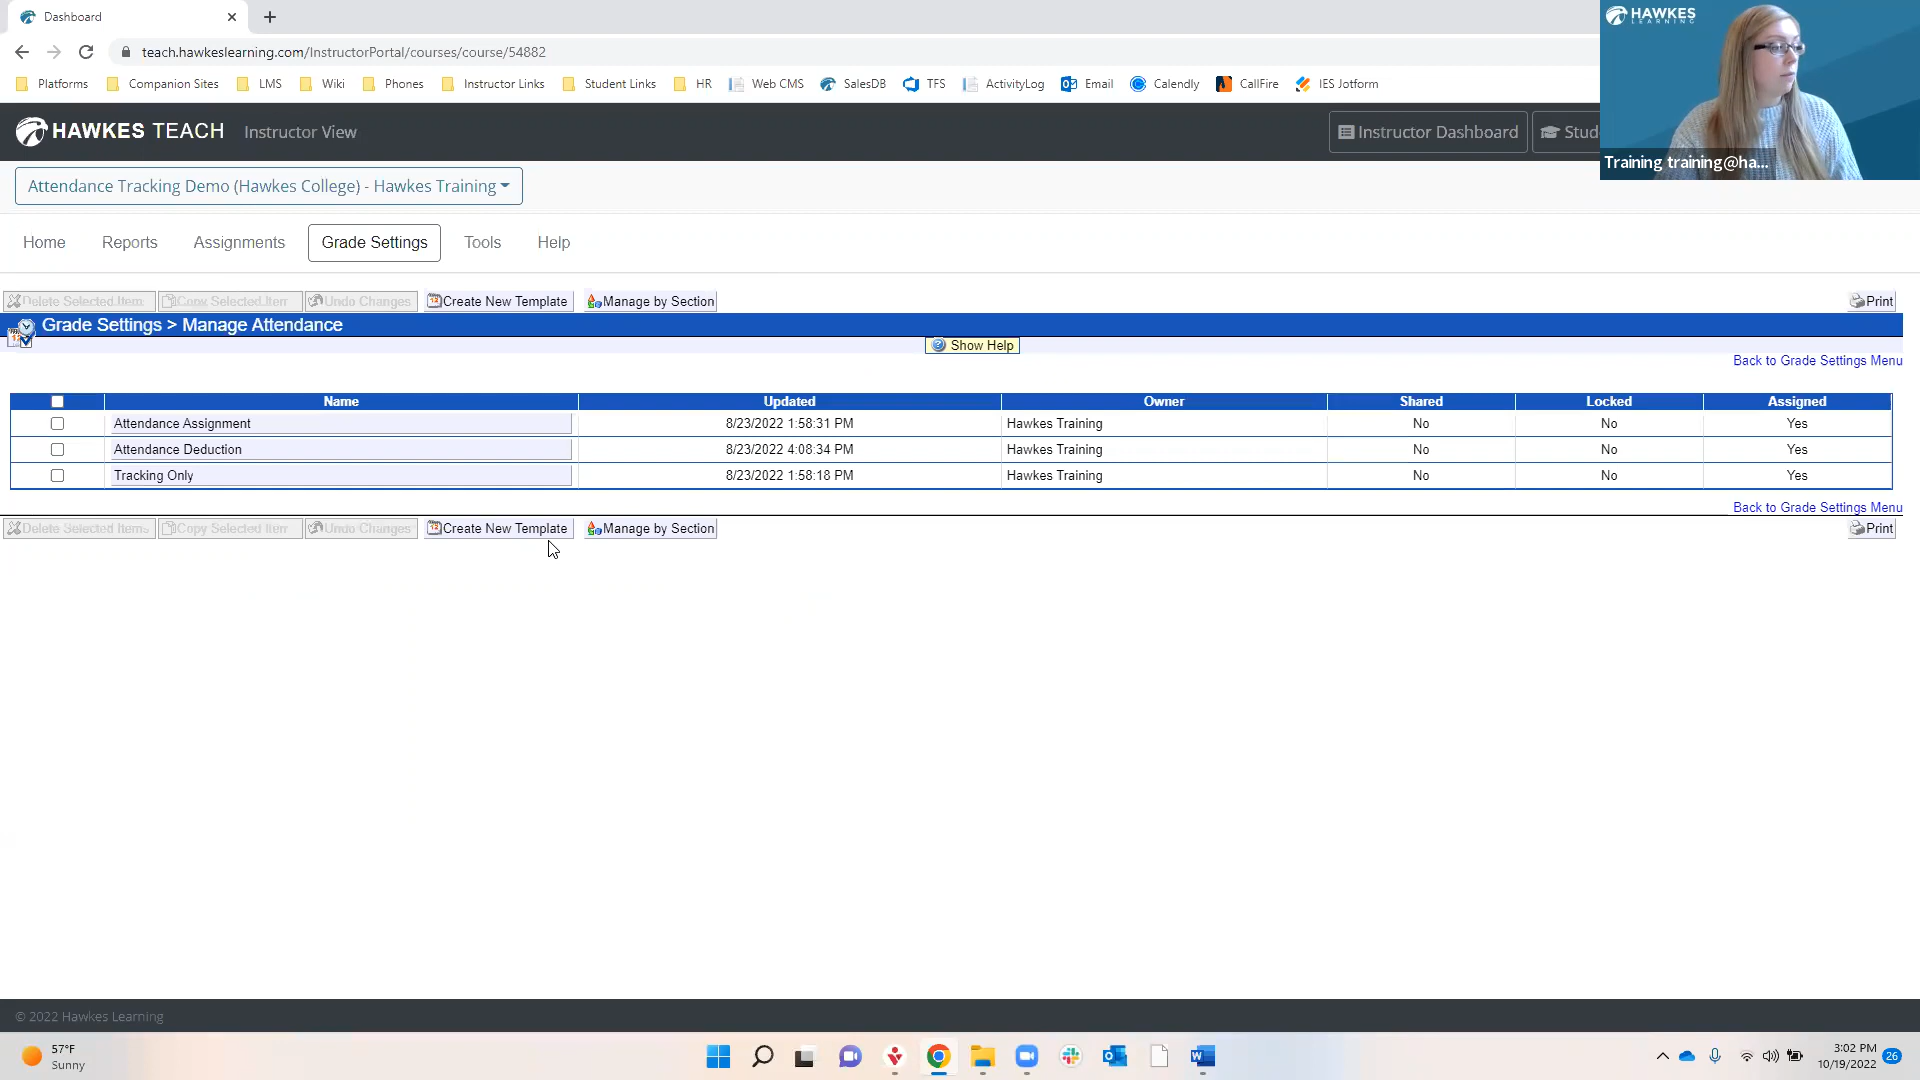 Dashboard
teach.hawkeslearning.com/InstructorPortal/courses/course/54882
Platforms Companion Sites LMS Wiki Phones Instructor Links Student Links HR Web CMS SalesDB TFS ActivityLog Email Calendly CallFire IES Jotform
HAWKES LEARNING
Training training@ha...
HAWKES TEACH Instructor View Instructor Dashboard Stud
Attendance Tracking Demo (Hawkes College) - Hawkes Training
Home Reports Assignments Grade Settings Tools Help
Delete Selected Items Copy Selected Item Undo Changes Create New Template Manage by Section Print
Grade Settings > Manage Attendance
Show Help
Back to Grade Settings Menu
Name Updated Owner Shared Locked Assigned
Attendance Assignment 8/23/2022 1:58:31 PM Hawkes Training No No Yes
Attendance Deduction 8/23/2022 4:08:34 PM Hawkes Training No No Yes
Tracking Only 8/23/2022 1:58:18 PM Hawkes Training No No Yes
Back to Grade Settings Menu
Delete Selected Items Copy Selected Item Undo Changes Create New Template Manage by Section Print
© 2022 Hawkes Learning
57°F
Sunny
3:02 PM
10/19/2022
26